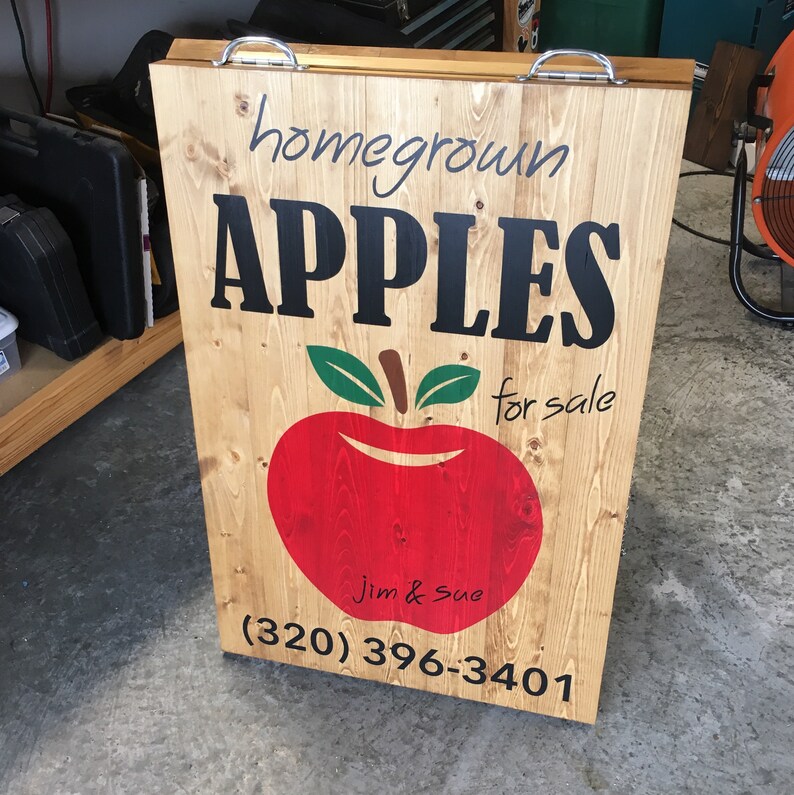 homegrown
APPLES
for sale
jim & sue
(320) 396-3401